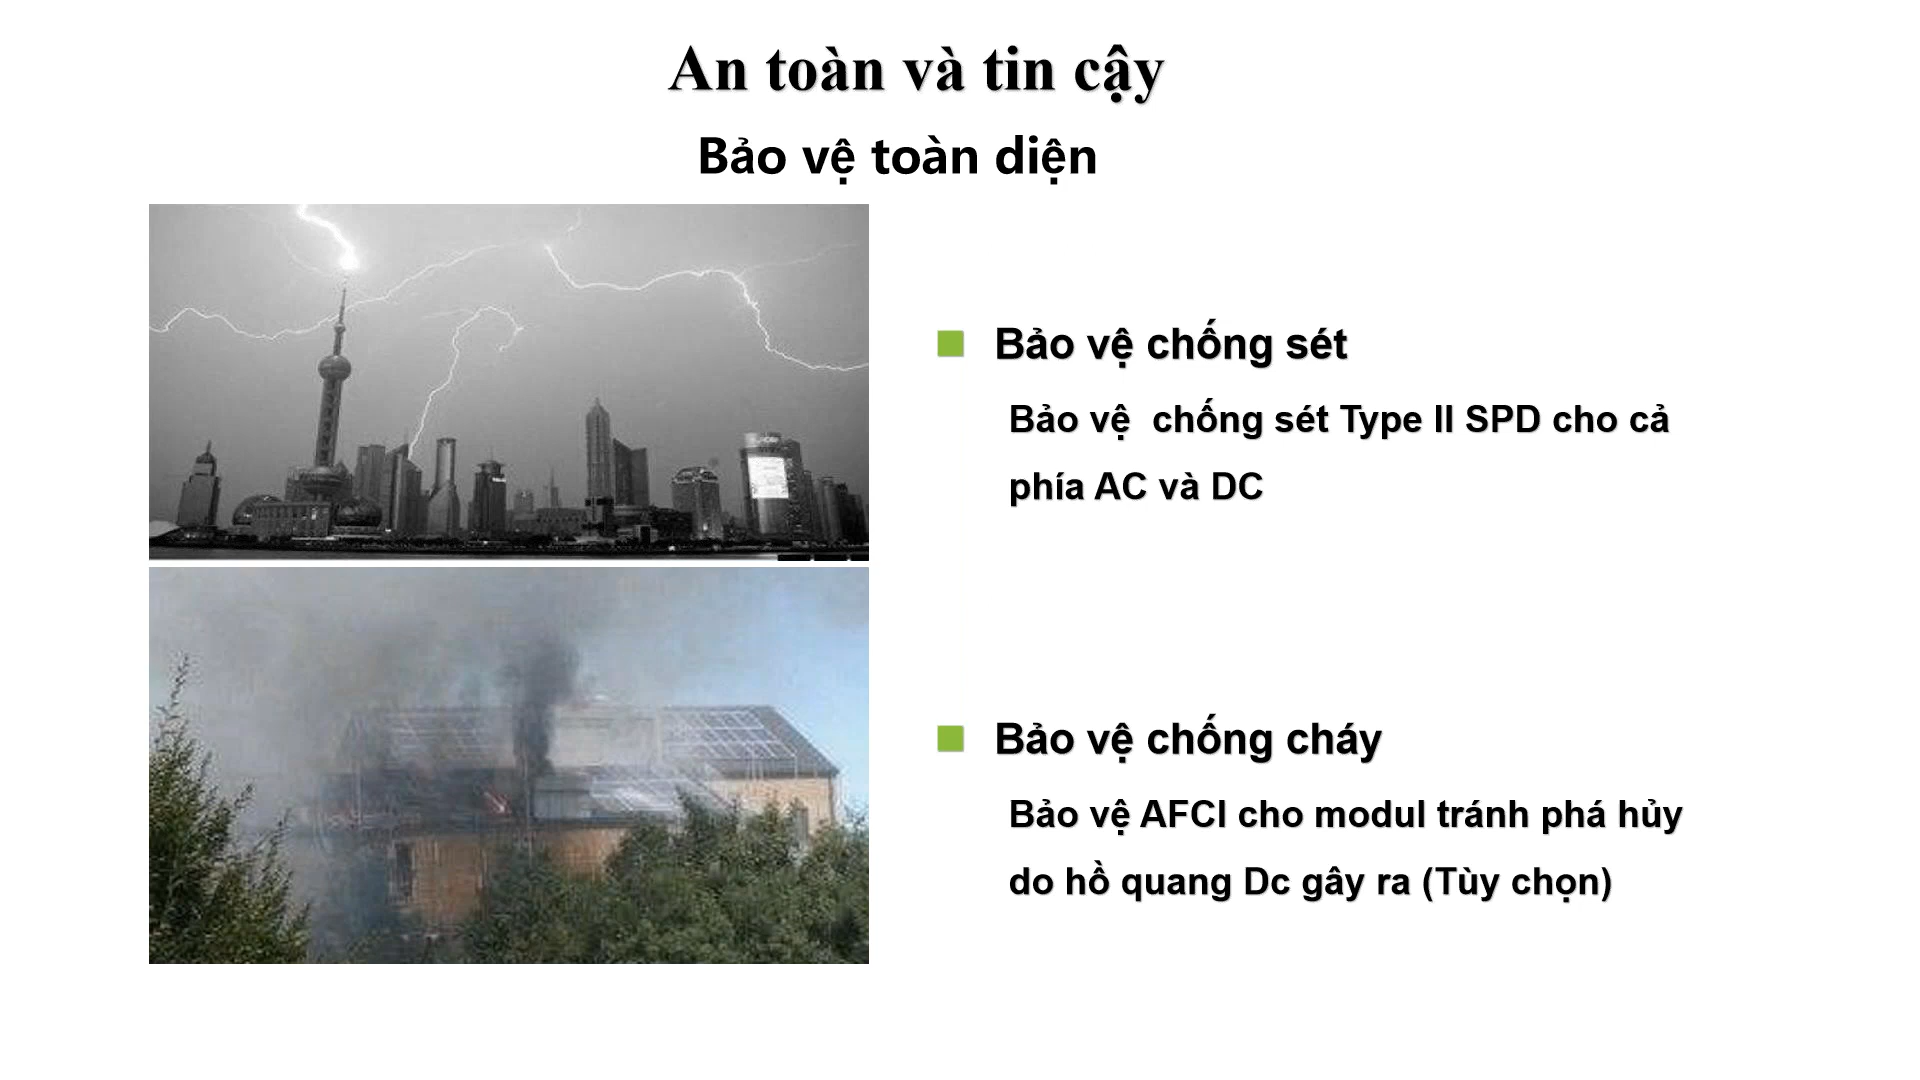 An toàn và tin cậy
Bảo vệ toàn diện
Bảo vệ chống sét
Bảo vệ  chống sét Type II SPD cho cả
phía AC và DC
Bảo vệ chống cháy
Bảo vệ AFCI cho modul tránh phá hủy
do hồ quang Dc gây ra (Tùy chọn)